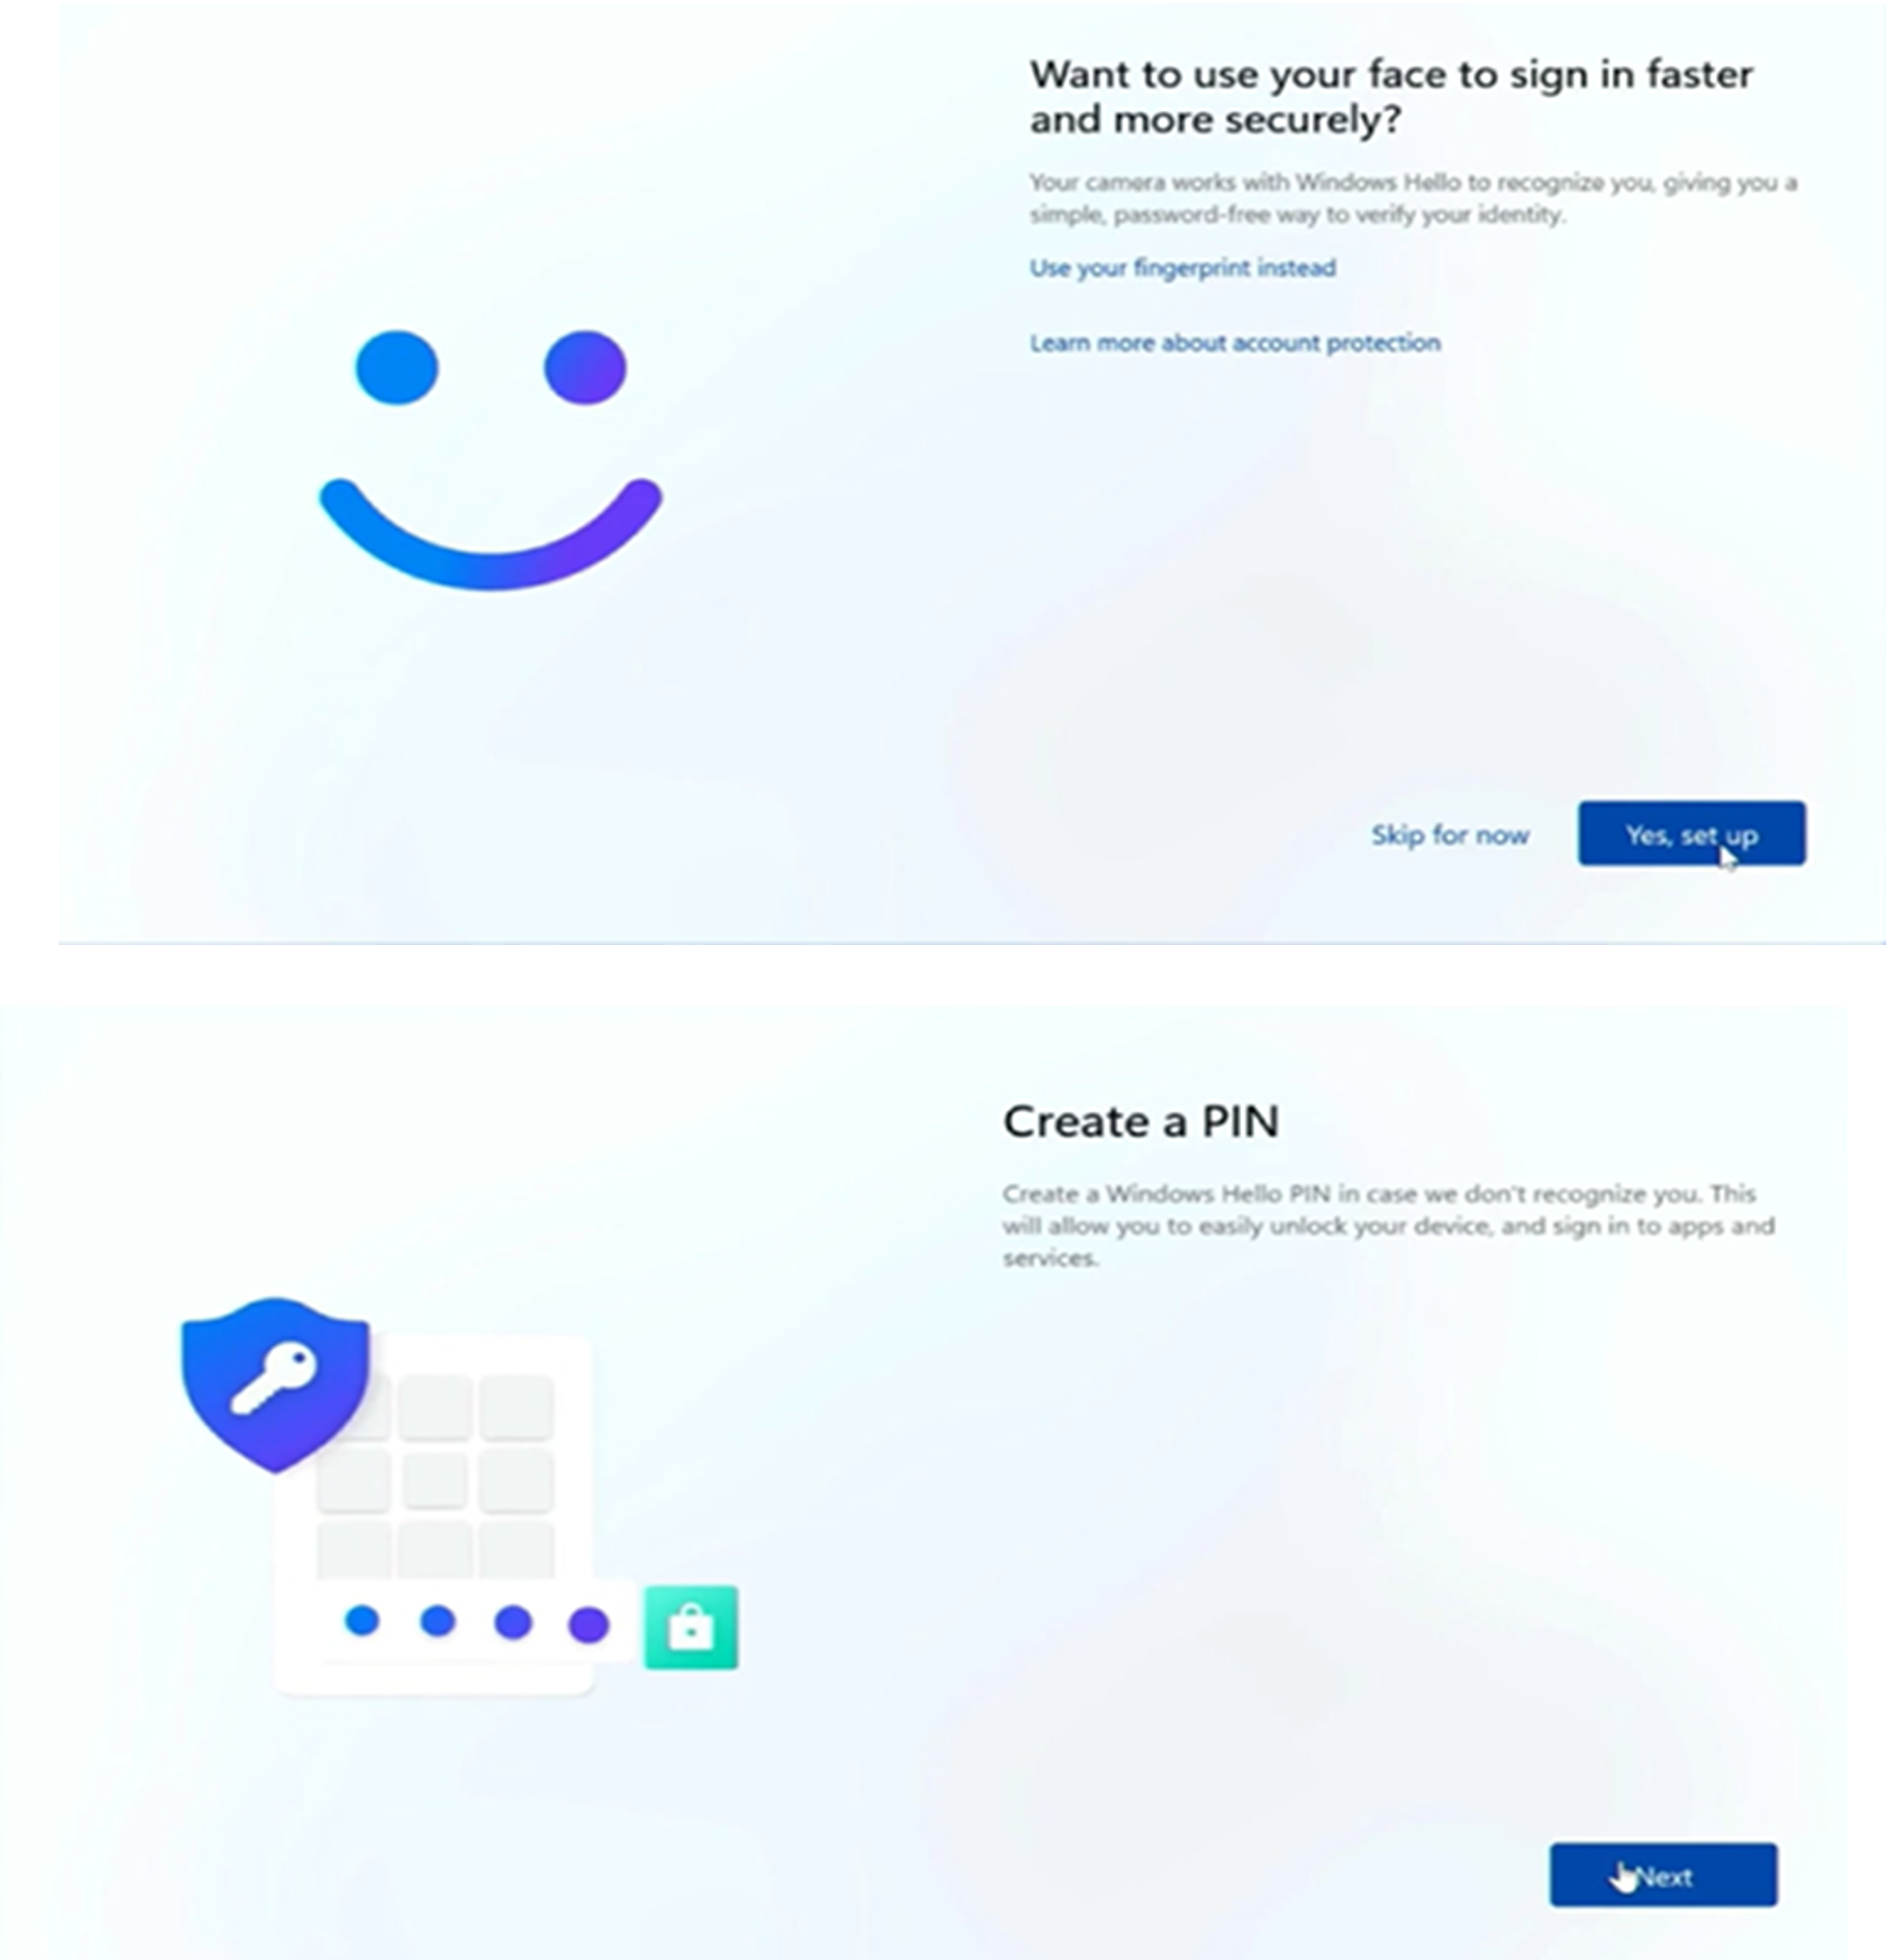 Want to use your face to sign in faster
and more securely?
Your camera works with Windows Hello to recognize you, giving you a
simple, password-free way to verify your identity.
Use your fingerprint instead
Learn more about account protection
Skip for now
Yes, set up
Create a PIN
Create a Windows Hello PIN in case we don't recognize you. This
will allow you to easily unlock your device, and sign in to apps and
services.
Next